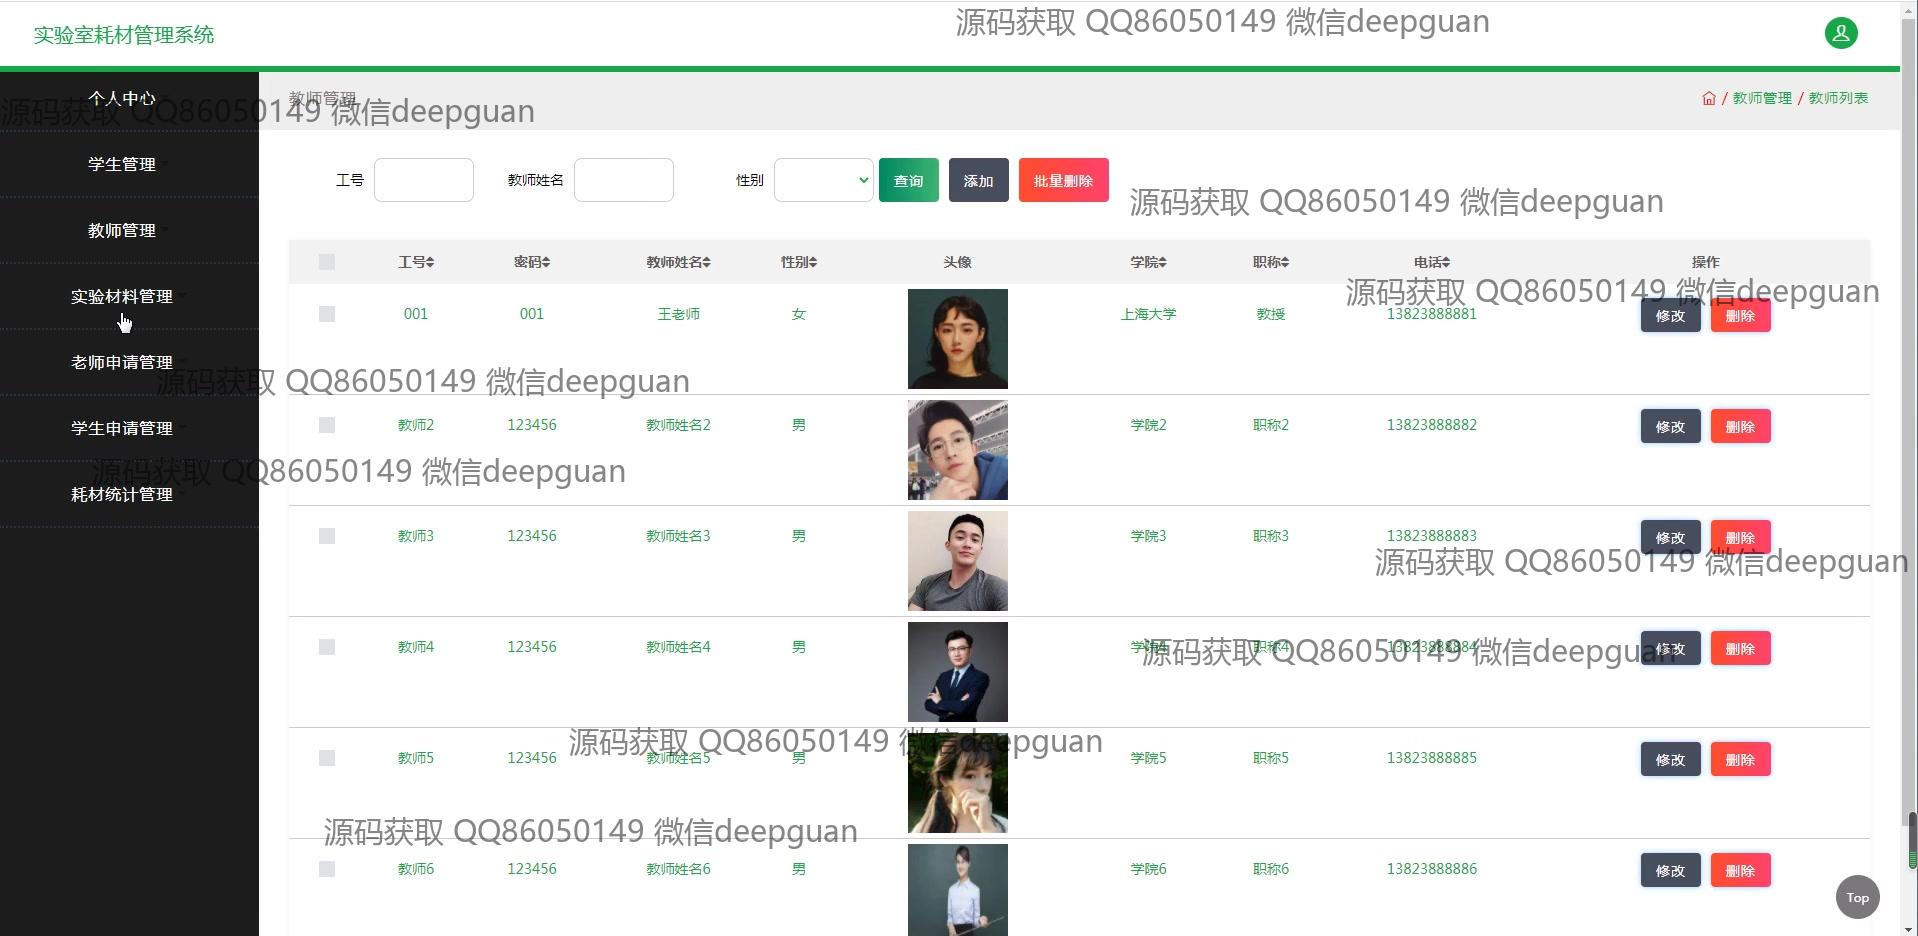 实验室耗材管理系统
源码获取 QQ86050149 微信deepguan
个人中心
教师管理
/ 教师管理 / 教师列表
源码获取 QQ86050149 微信deepguan
学生管理
工号 教师姓名 性别 查询 添加 批量删除
源码获取 QQ86050149 微信deepguan
教师管理
工号 密码 教师姓名 性别 头像 学院 职称 电话 操作
实验材料管理
源码获取 QQ86050149 微信deepguan
001 001 王老师 女 上海大学 教授 13823888881 修改 删除
老师申请管理
源码获取 QQ86050149 微信deepguan
学生申请管理
教师2 123456 教师姓名2 男 学院2 职称2 13823888882 修改 删除
源码获取 QQ86050149 微信deepguan
耗材统计管理
教师3 123456 教师姓名3 男 学院3 职称3 13823888883 修改 删除
源码获取 QQ86050149 微信deepguan
教师4 123456 教师姓名4 男 学院4 职称4 13823888884 修改 删除
源码获取 QQ86050149 微信deepguan
源码获取 QQ86050149 微信deepguan
教师5 123456 教师姓名5 男 学院5 职称5 13823888885 修改 删除
源码获取 QQ86050149 微信deepguan
教师6 123456 教师姓名6 男 学院6 职称6 13823888886 修改 删除
Top